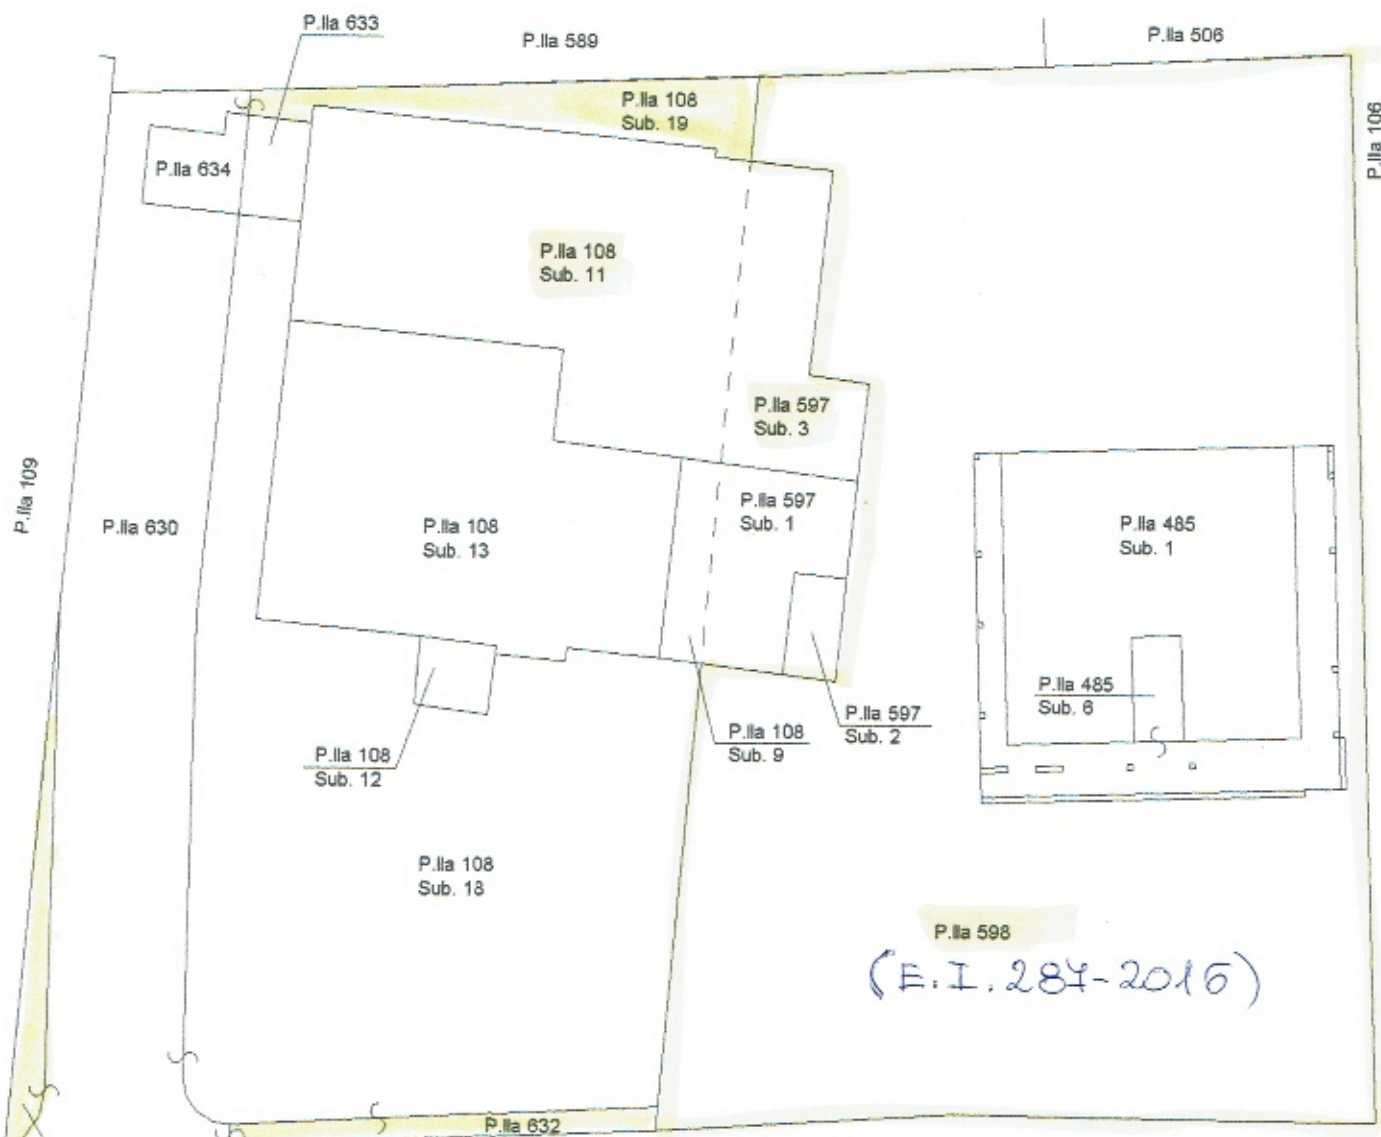 P.lla 633
P.lla 589
P.lla 506
P.lla 108
Sub. 19
P.lla 106
P.lla 634
P.lla 108
Sub. 11
P.lla 597
Sub. 3
P.lla 109
P.lla 630
P.lla 108
Sub. 13
P.lla 597
Sub. 1
P.lla 485
Sub. 1
P.lla 485
Sub. 6
P.lla 597
Sub. 2
P.lla 108
Sub. 9
P.lla 108
Sub. 12
P.lla 108
Sub. 18
P.lla 598
(E.I. 287-2016)
P.lla 632